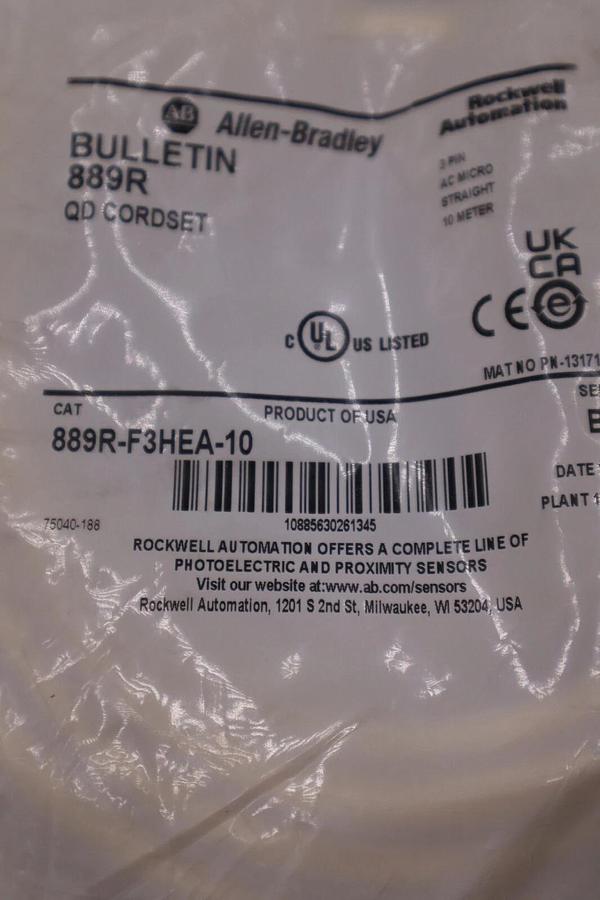 AB Allen-Bradley
Rockwell
Automation
BULLETIN
889R
QD CORDSET
3 PIN
AC MICRO
STRAIGHT
10 METER
UK
CA
CE e
C UL US LISTED
MAT NO PN-13171
CAT
PRODUCT OF USA
SE
889R-F3HEA-10
DATE
PLANT 1
75040-188
10885630261345
ROCKWELL AUTOMATION OFFERS A COMPLETE LINE OF
PHOTOELECTRIC AND PROXIMITY SENSORS
Visit our website at:www.ab.com/sensors
Rockwell Automation, 1201 S 2nd St, Milwaukee, WI 53204, USA